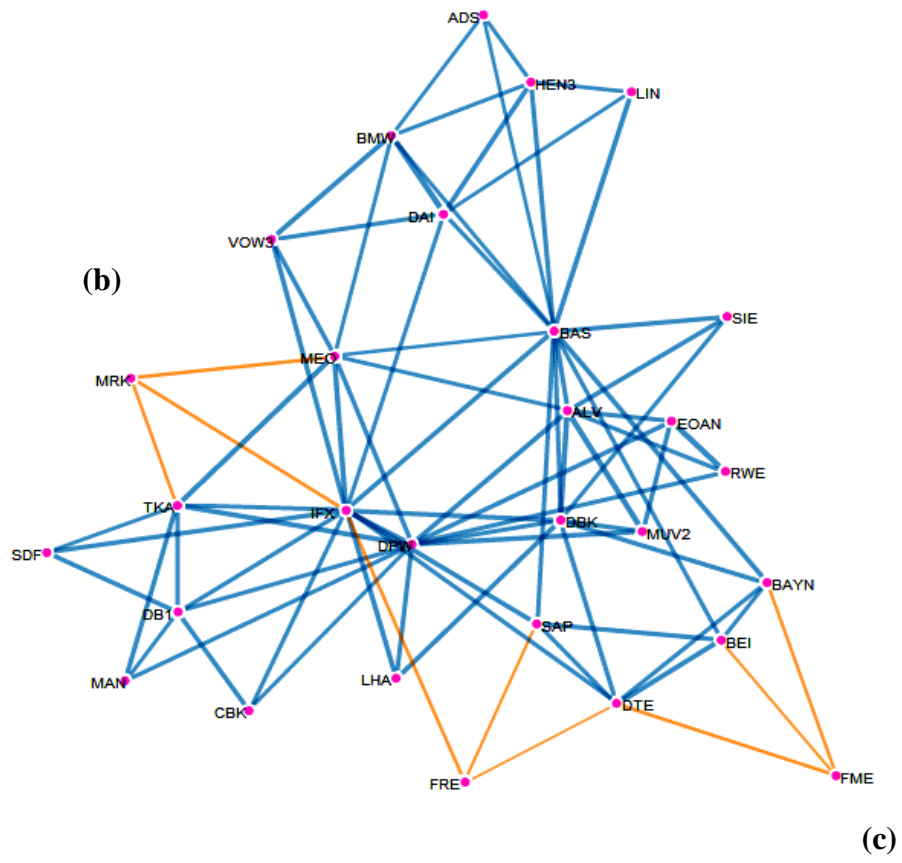 ADS
HEN3
LIN
BMW
DAI
VOW3
(b)
SIE
BAS
MEO
MRK
ALV
EOAN
RWE
TKA
IFX
DBK
MUV2
DPW
SDF
BAYN
DB1
SAP
BEI
MAN
LHA
CBK
DTE
FRE
FME
(c)